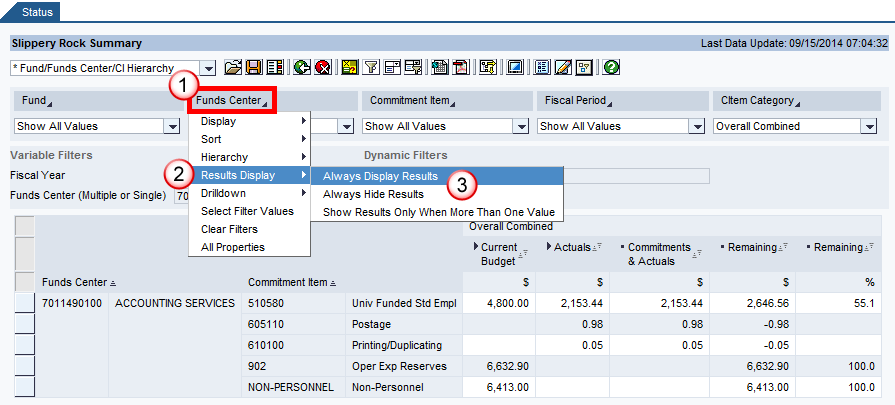 Status
Slippery Rock Summary Last Data Update: 09/15/2014 07:04:32
* Fund/Funds Center/CI Hierarchy
1
Fund Funds Center Commitment Item Fiscal Period CItem Category
Show All Values Show All Values Show All Values Overall Combined
Display
Sort
Hierarchy
2 Results Display
Drilldown
Select Filter Values
Clear Filters
All Properties
Always Display Results
3
Always Hide Results
Show Results Only When More Than One Value
Variable Filters Dynamic Filters
Fiscal Year
Funds Center (Multiple or Single) 70
Overall Combined
Current Budget Actuals Commitments & Actuals Remaining Remaining
Funds Center Commitment Item $ $ $ $ %
7011490100 ACCOUNTING SERVICES 510580 Univ Funded Std Empl 4,800.00 2,153.44 2,153.44 2,646.56 55.1
605110 Postage 0.98 0.98 -0.98
610100 Printing/Duplicating 0.05 0.05 -0.05
902 Oper Exp Reserves 6,632.90 6,632.90 100.0
NON-PERSONNEL Non-Personnel 6,413.00 6,413.00 100.0